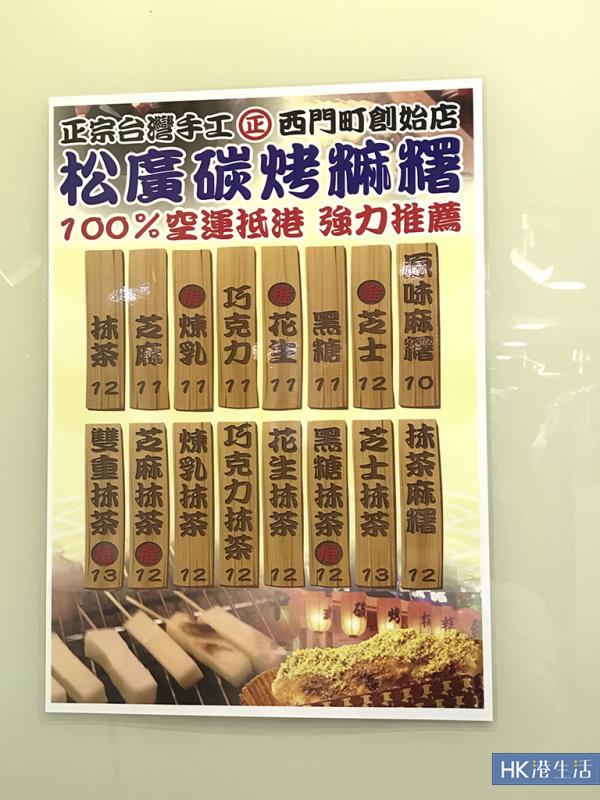 正宗台灣手工 正 西門町創始店
松廣碳烤麻糬
100%空運抵港 強力推薦
原味麻糬 10
芝士 推 12
黑糖 11
花生 推 11
巧克力 11
煉乳 推 11
芝麻 11
抹茶 12
抹茶麻糬 12
芝士抹茶 13
黑糖抹茶 推 12
花生抹茶 12
巧克力抹茶 12
煉乳抹茶 12
芝麻抹茶 推 12
雙重抹茶 推 13
HK港生活